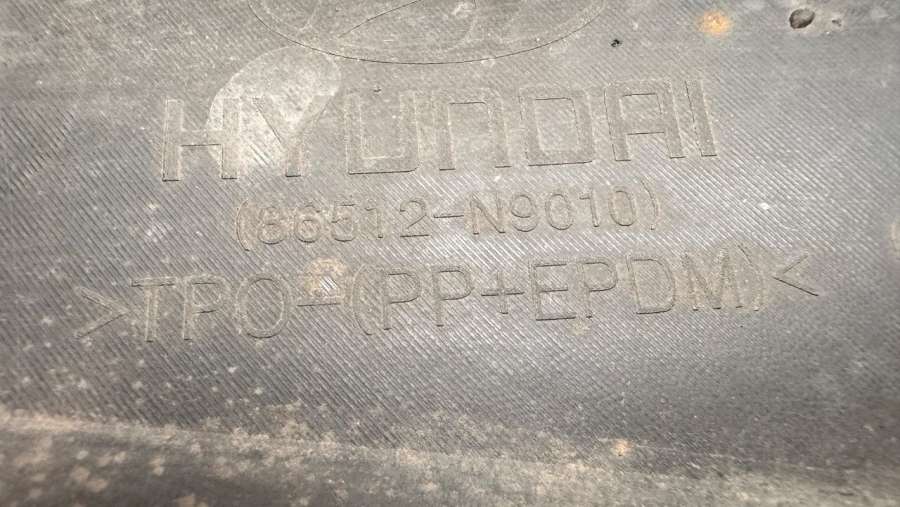 HYUNDAI
(86512-N9010)
>TPO-(PP+EPDM)<